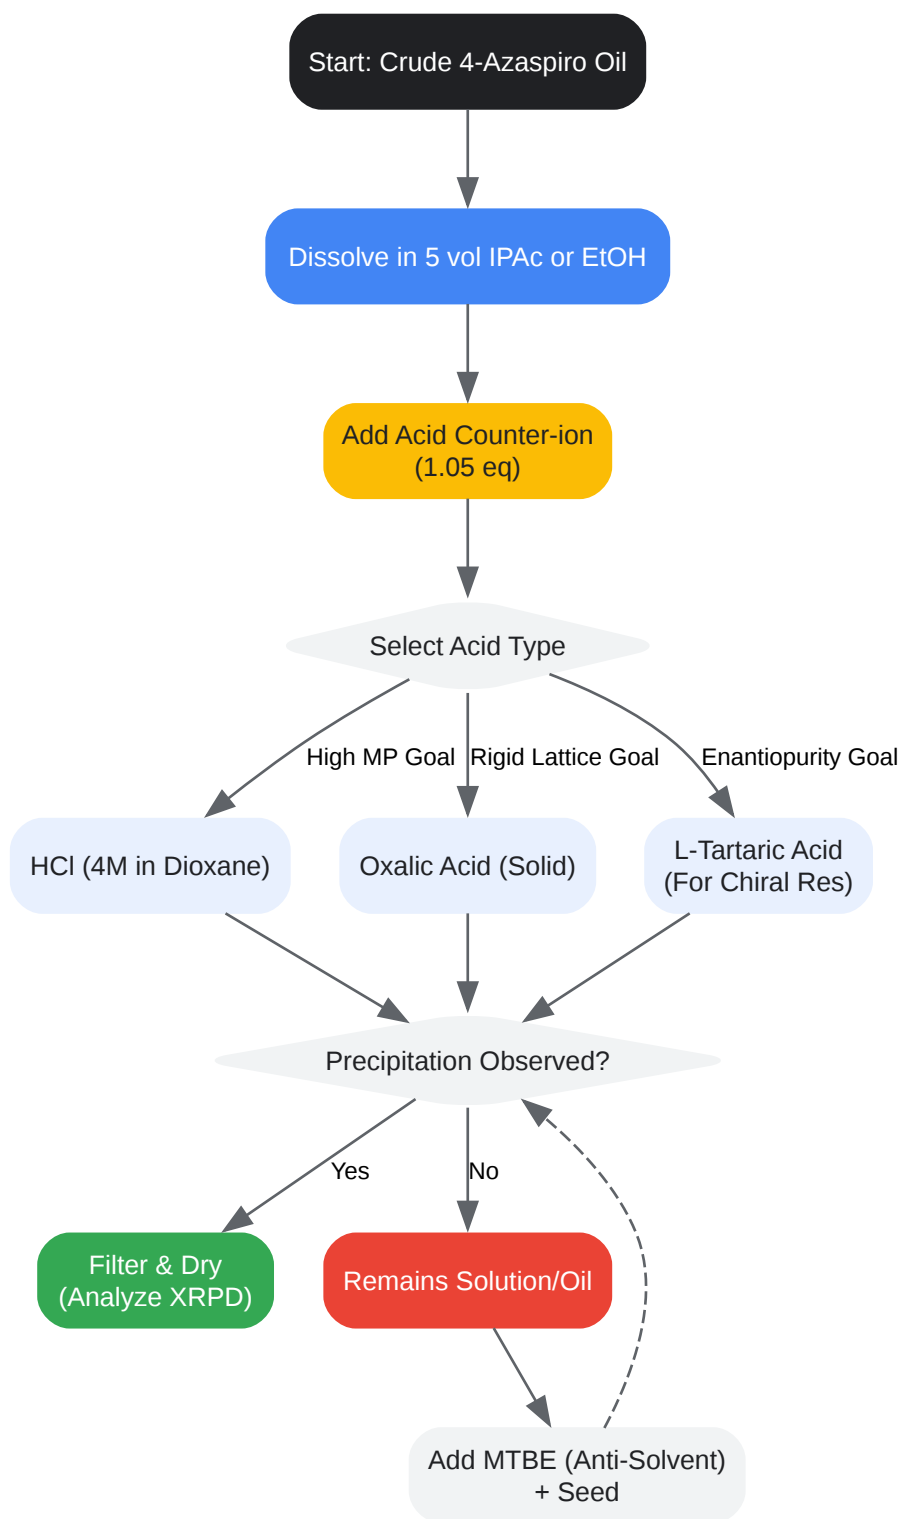 Start: Crude 4-Azaspiro Oil
Dissolve in 5 vol IPAc or EtOH
Add Acid Counter-ion
(1.05 eq)
Select Acid Type
High MP Goal
Rigid Lattice Goal
Enantiopurity Goal
HCl (4M in Dioxane)
Oxalic Acid (Solid)
L-Tartaric Acid
(For Chiral Res)
Precipitation Observed?
Yes
No
Filter & Dry
(Analyze XRPD)
Remains Solution/Oil
Add MTBE (Anti-Solvent)
+ Seed